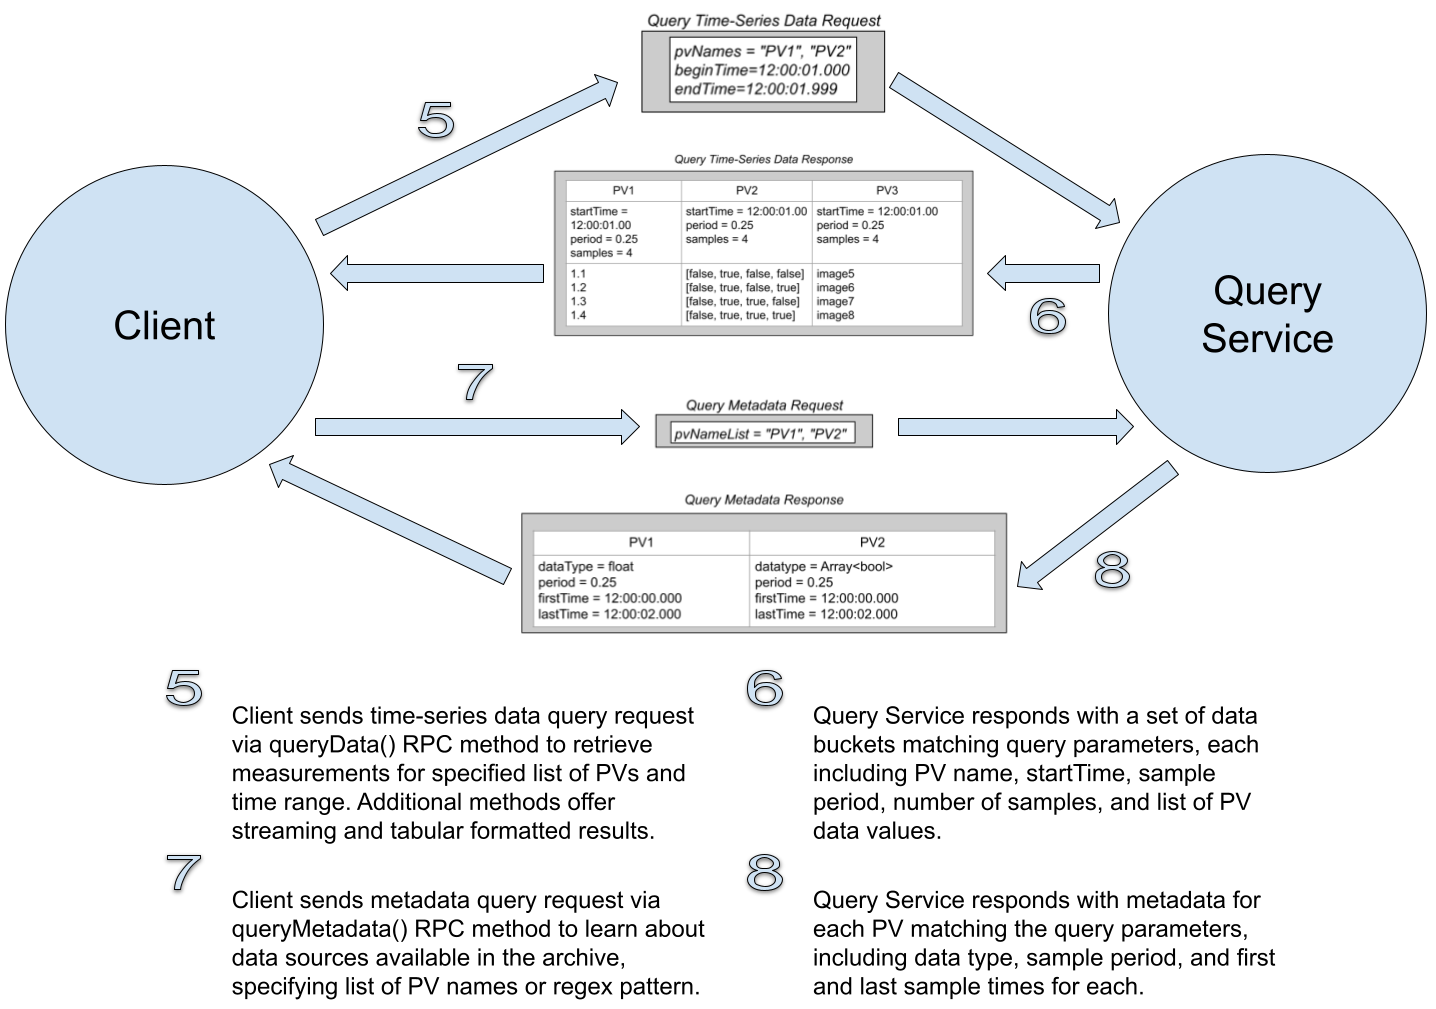 Query Time-Series Data Request
pvNames = "PV1", "PV2"
beginTime=12:00:01.000
endTime=12:00:01.999
5
Query Time-Series Data Response
PV1 PV2 PV3
startTime =
12:00:01.00
period = 0.25
samples = 4
startTime = 12:00:01.00
period = 0.25
samples = 4
startTime = 12:00:01.00
period = 0.25
samples = 4
1.1 [false, true, false, false] image5
1.2 [false, true, false, true] image6
1.3 [false, true, true, false] image7
1.4 [false, true, true, true] image8
6
Client
Query
Service
7
Query Metadata Request
pvNameList = "PV1", "PV2"
Query Metadata Response
PV1 PV2
dataType = float
period = 0.25
firstTime = 12:00:00.000
lastTime = 12:00:02.000
datatype = Array<bool>
period = 0.25
firstTime = 12:00:00.000
lastTime = 12:00:02.000
8
5
Client sends time-series data query request
via queryData() RPC method to retrieve
measurements for specified list of PVs and
time range. Additional methods offer
streaming and tabular formatted results.
6
Query Service responds with a set of data
buckets matching query parameters, each
including PV name, startTime, sample
period, number of samples, and list of PV
data values.
7
Client sends metadata query request via
queryMetadata() RPC method to learn about
data sources available in the archive,
specifying list of PV names or regex pattern.
8
Query Service responds with metadata for
each PV matching the query parameters,
including data type, sample period, and first
and last sample times for each.